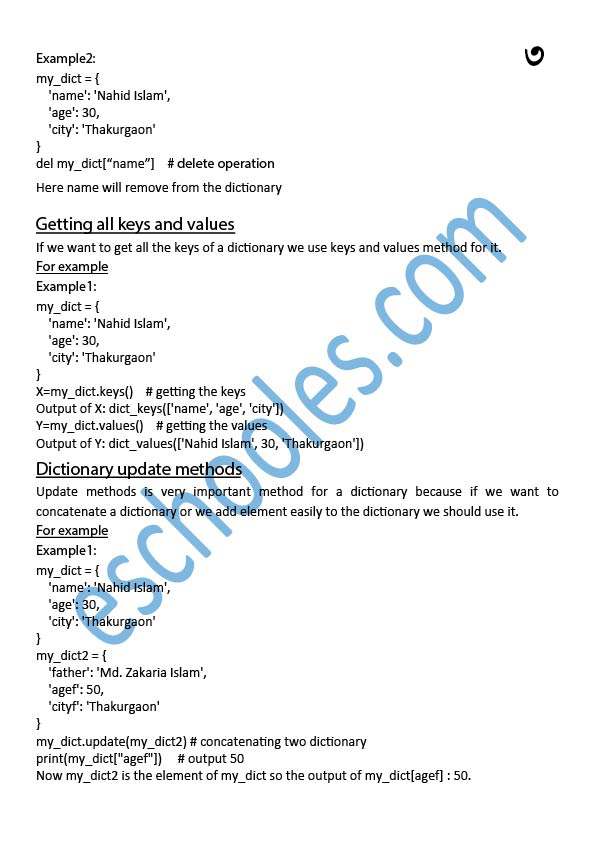 ৩
Example2:
my_dict = {
'name': 'Nahid Islam',
'age': 30,
'city': 'Thakurgaon'
}
del my_dict[“name”] # delete operation
Here name will remove from the dictionary
Getting all keys and values
If we want to get all the keys of a dictionary we use keys and values method for it.
For example
Example1:
my_dict = {
'name': 'Nahid Islam',
'age': 30,
'city': 'Thakurgaon'
}
X=my_dict.keys() # getting the keys
Output of X: dict_keys(['name', 'age', 'city'])
Y=my_dict.values() # getting the values
Output of Y: dict_values(['Nahid Islam', 30, 'Thakurgaon'])
Dictionary update methods
Update methods is very important method for a dictionary because if we want to
concatenate a dictionary or we add element easily to the dictionary we should use it.
For example
Example1:
my_dict = {
'name': 'Nahid Islam',
'age': 30,
'city': 'Thakurgaon'
}
my_dict2 = {
'father': 'Md. Zakaria Islam',
'agef': 50,
'cityf': 'Thakurgaon'
}
my_dict.update(my_dict2) # concatenating two dictionary
print(my_dict["agef"]) # output 50
Now my_dict2 is the element of my_dict so the output of my_dict[agef] : 50.
eschooles.com